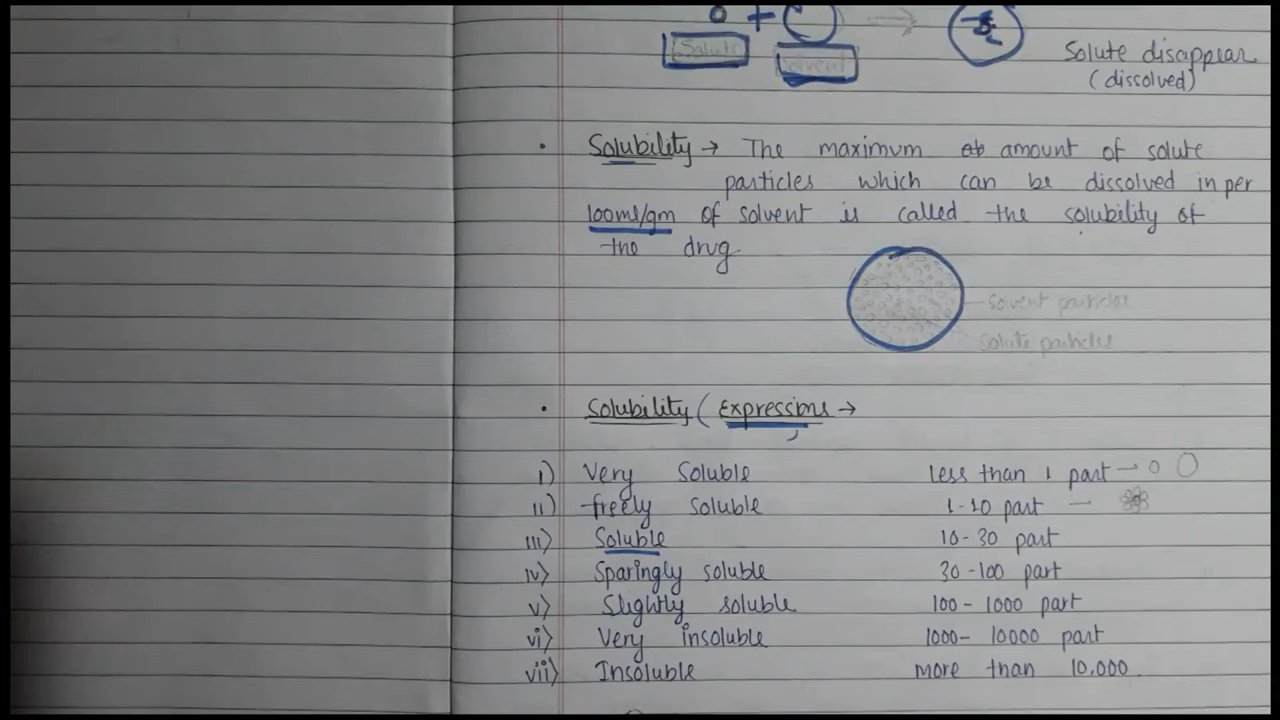 o + 
Solute Solvent
Solute disappear
(dissolved)
• Solubility → The maximum amount of solute
particles which can be dissolved in per
100ml/gm of solvent is called the solubility of
the drug
solvent particles
solute particles
• Solubility (Expressions →
i) Very Soluble less than 1 part →
ii) freely soluble 1-10 part —
iii) Soluble 10-30 part
iv) Sparingly soluble 30-100 part
v) Slightly soluble 100-1000 part
vi) Very insoluble 1000-10000 part
vii) Insoluble more than 10,000